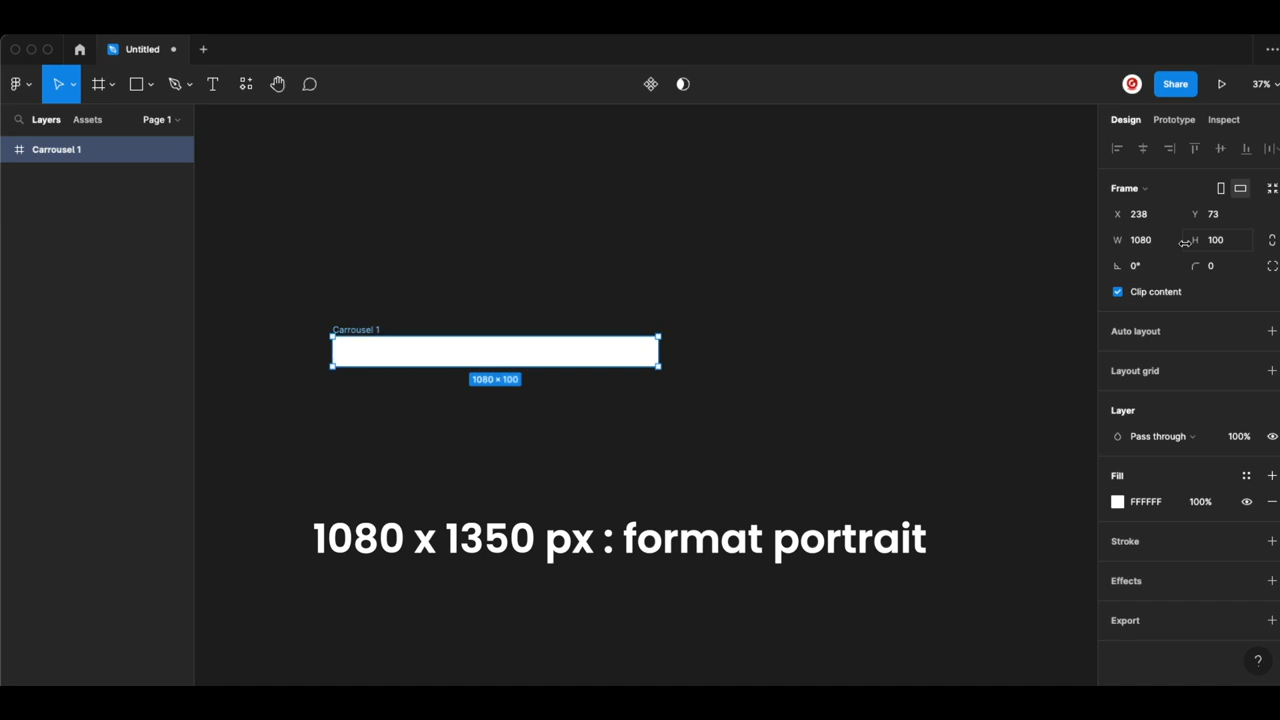 Untitled
Share
37%
Layers
Assets
Page 1
Design
Prototype
Inspect
Carrousel 1
Frame
X 238
Y 73
W 1080
H 100
0°
0
Clip content
Auto layout
Layout grid
Layer
Pass through
100%
Fill
FFFFFF
100%
Stroke
Effects
Export
?
Carrousel 1
1080 × 100
1080 x 1350 px : format portrait